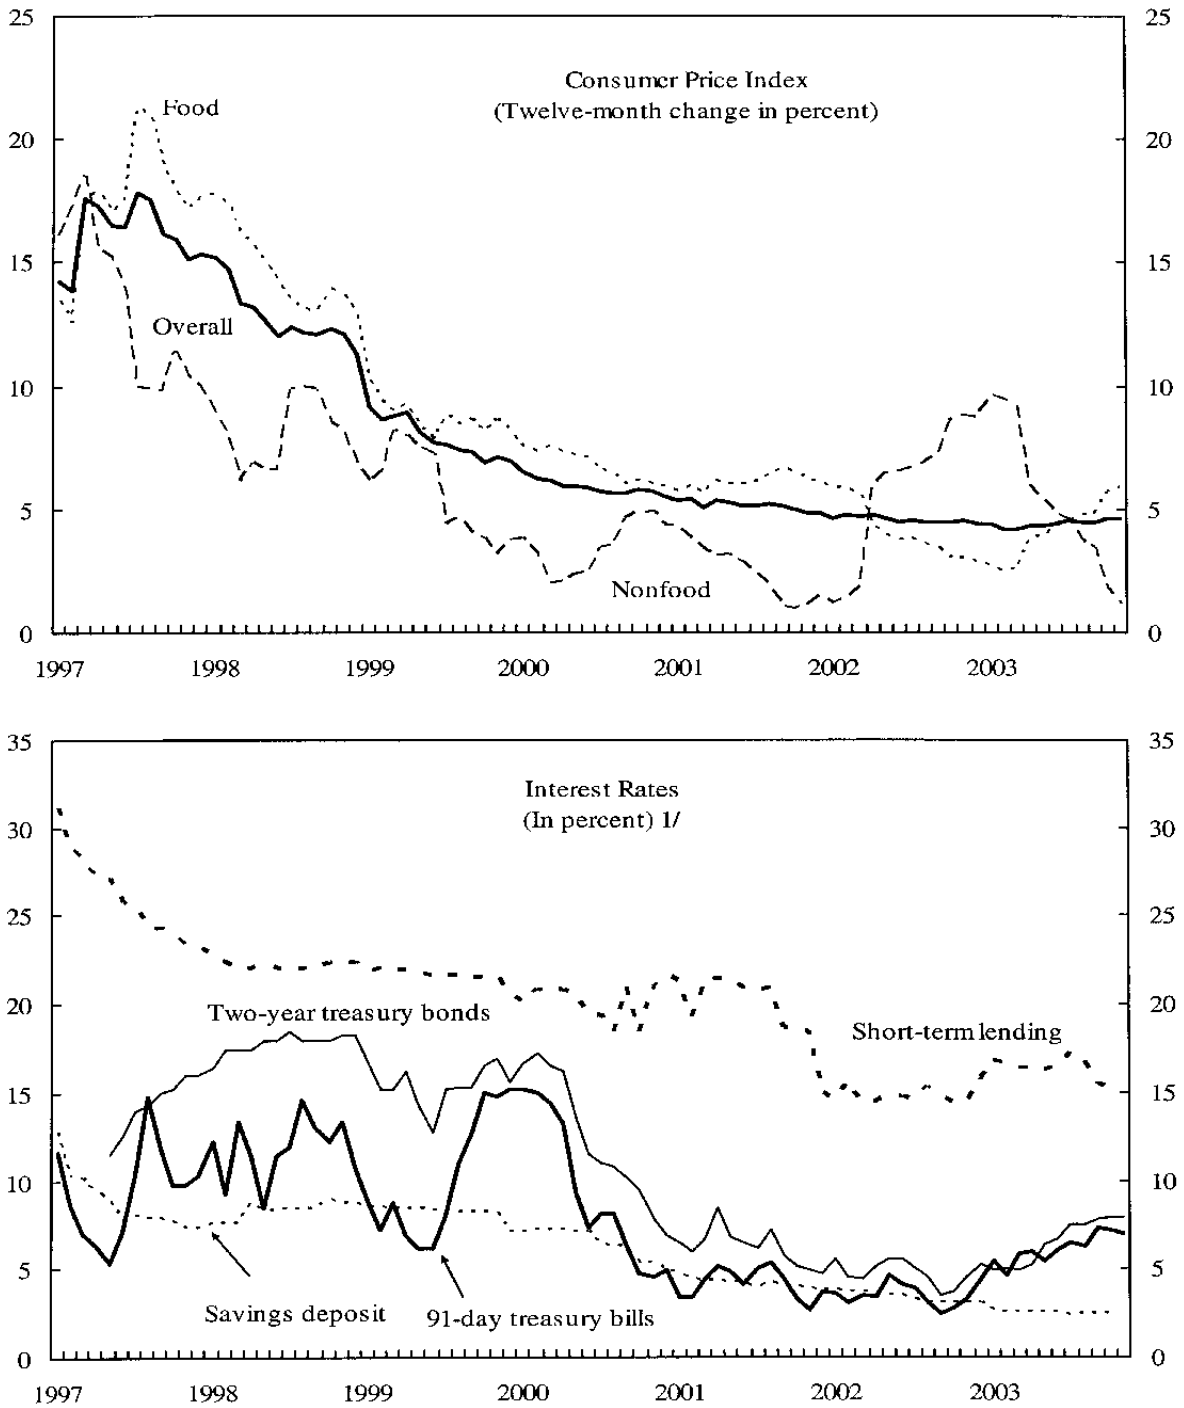 25 25
Consumer Price Index
(Twelve-month change in percent)
Food
20 20
15 15
Overall
10 10
5 5
Nonfood
0 0
1997 1998 1999 2000 2001 2002 2003
35 35
Interest Rates
(In percent) 1/
30 30
25 25
20 20
Two-year treasury bonds
Short-term lending
15 15
10 10
5 5
Savings deposit
91-day treasury bills
0 0
1997 1998 1999 2000 2001 2002 2003